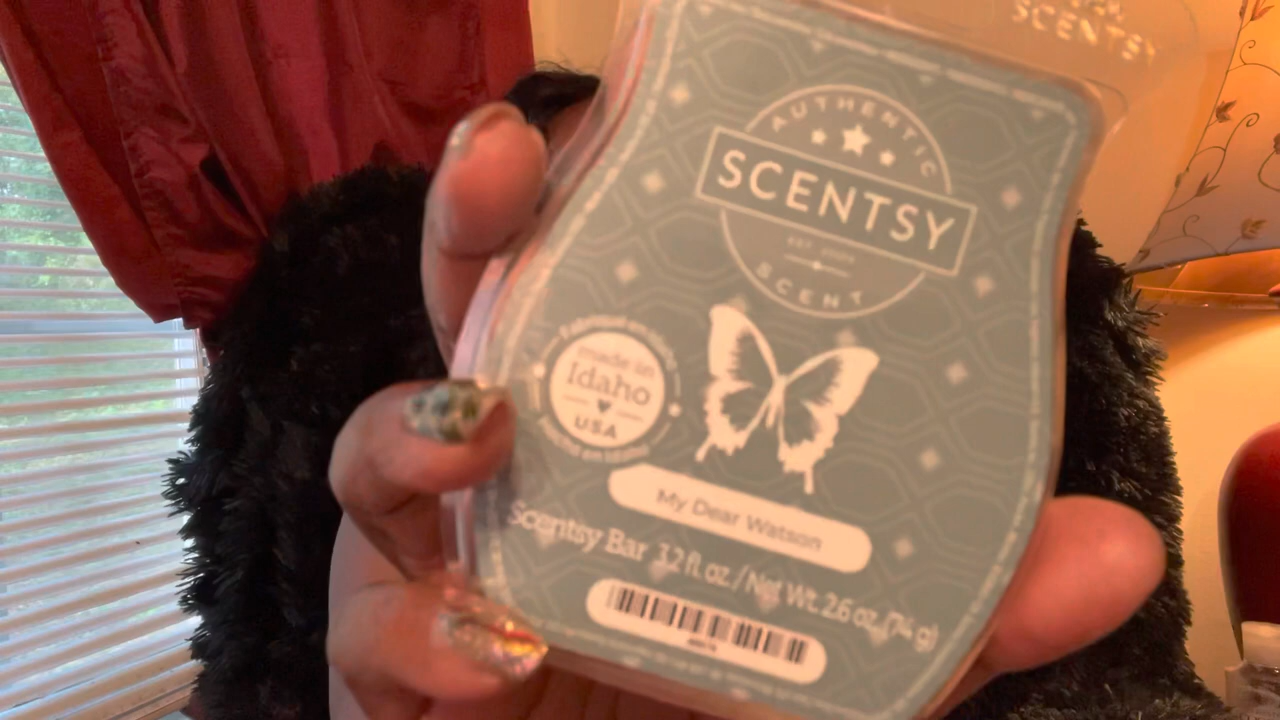 SCENTSY
AUTHENTIC
SCENTSY
SCENT
made in
Idaho
USA
My Dear Watson
Scentsy Bar 3.2 fl oz / Net Wt. 2.6 oz. (74 g)